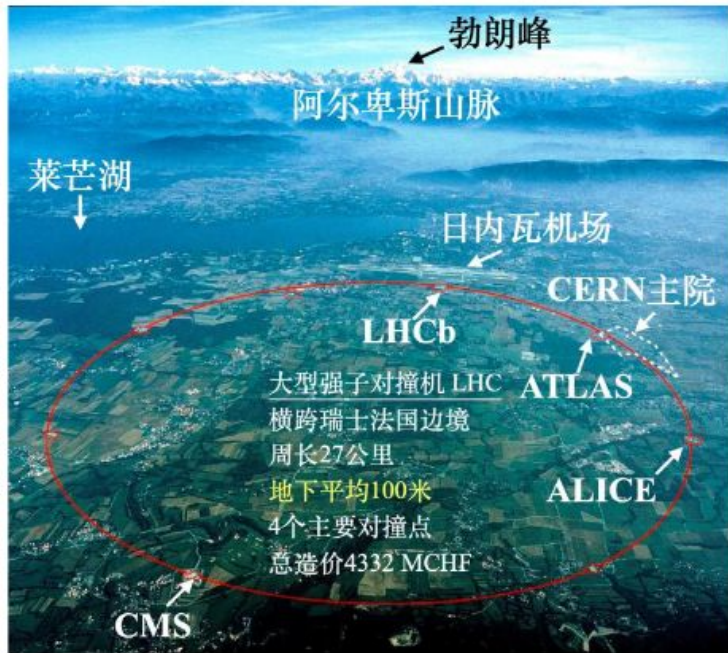 勃朗峰
阿尔卑斯山脉
莱芒湖
日内瓦机场
CERN主院
LHCb
ATLAS
大型强子对撞机 LHC
横跨瑞士法国边境
周长27公里
地下平均100米
4个主要对撞点
总造价4332 MCHF
ALICE
CMS